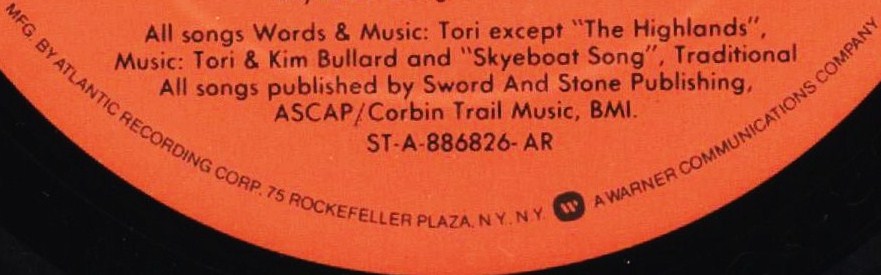 All songs Words & Music: Tori except "The Highlands",
Music: Tori & Kim Bullard and "Skyeboat Song", Traditional
All songs published by Sword And Stone Publishing,
ASCAP/Corbin Trail Music, BMI.
ST-A-886826-AR
MFG. BY ATLANTIC RECORDING CORP. 75 ROCKEFELLER PLAZA. N.Y. N.Y. A WARNER COMMUNICATIONS COMPANY